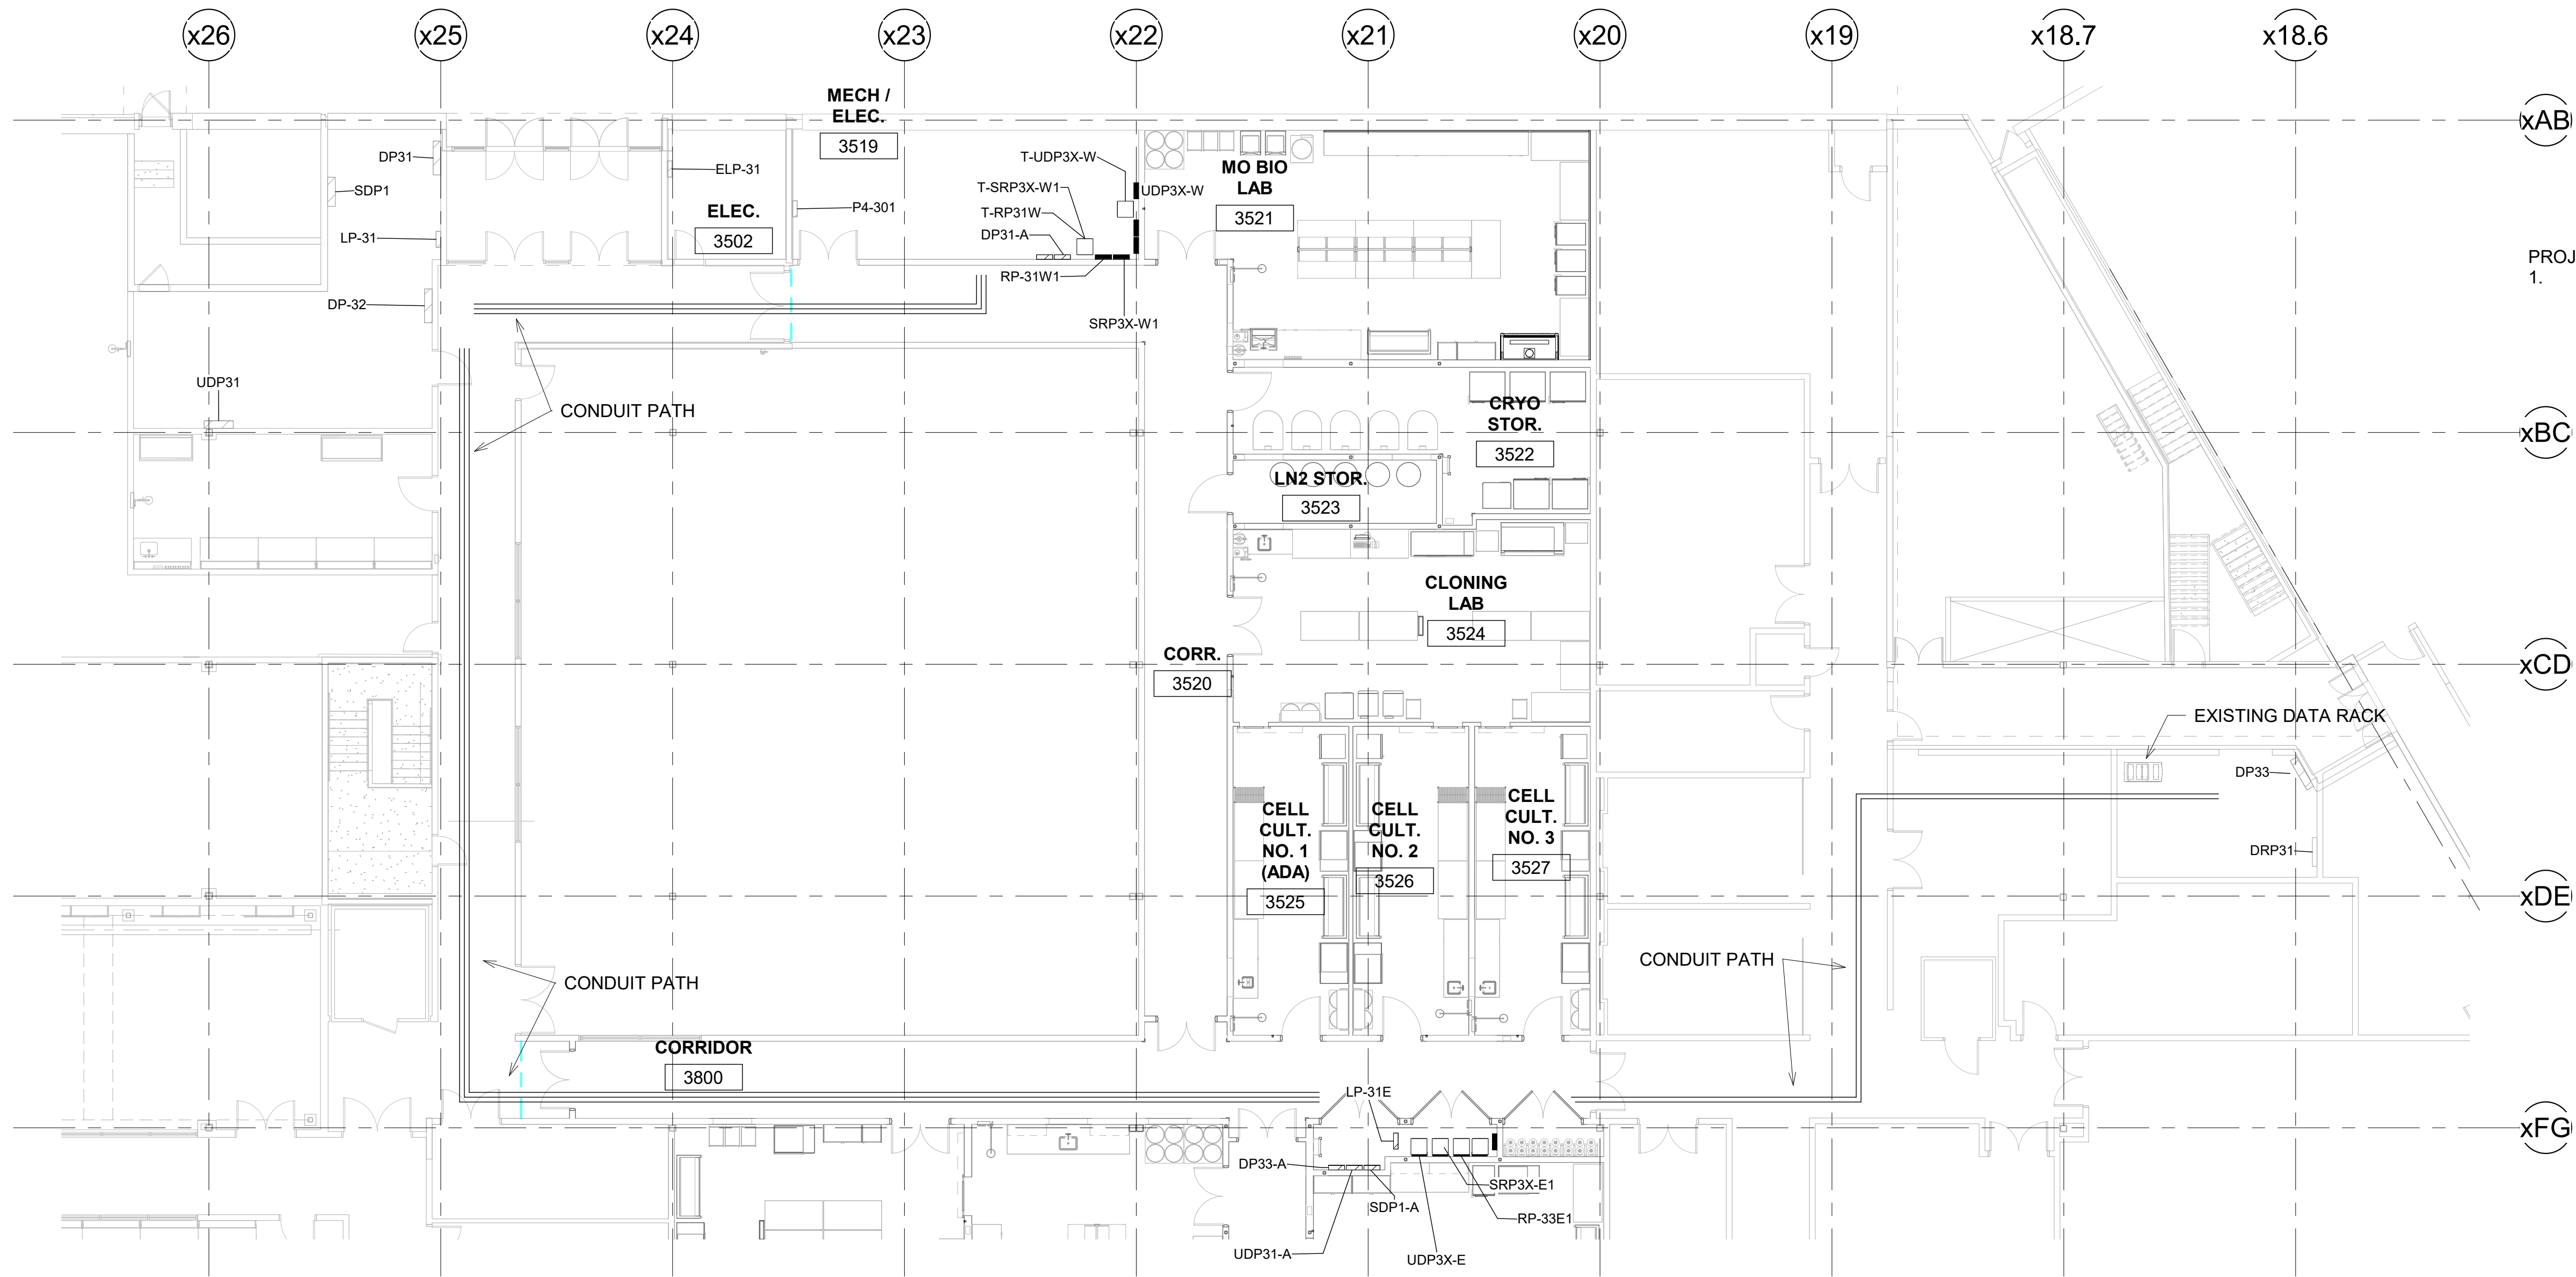 x26
x25
x24
x23
x22
x21
x20
x19
x18.7
x18.6
xAB
xBC
xCD
xDE
xFG
PROJ
1.
MECH /
ELEC.
3519
DP31
SDP1
LP-31
DP-32
UDP31
ELP-31
ELEC.
3502
P4-301
T-UDP3X-W
T-SRP3X-W1
T-RP31W
DP31-A
UDP3X-W
RP-31W1
SRP3X-W1
MO BIO
LAB
3521
CONDUIT PATH
CRYO
STOR.
3522
LN2 STOR.
3523
CLONING
LAB
3524
CORR.
3520
EXISTING DATA RACK
DP33
DRP31
CELL
CULT.
NO. 1
(ADA)
3525
CELL
CULT.
NO. 2
3526
CELL
CULT.
NO. 3
3527
CONDUIT PATH
CONDUIT PATH
CORRIDOR
3800
LP-31E
DP33-A
SDP1-A
SRP3X-E1
RP-33E1
UDP31-A
UDP3X-E